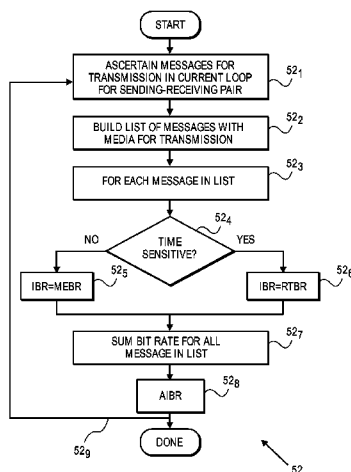 START
ASCERTAIN MESSAGES FOR
TRANSMISSION IN CURRENT LOOP
FOR SENDING-RECEIVING PAIR
52₁
BUILD LIST OF MESSAGES WITH
MEDIA FOR TRANSMISSION
52₂
FOR EACH MESSAGE IN LIST
52₃
TIME
SENSITIVE?
52₄
NO
YES
IBR=MEBR
52₅
IBR=RTBR
52₆
SUM BIT RATE FOR ALL
MESSAGE IN LIST
52₇
AIBR
52₈
52₉
DONE
52